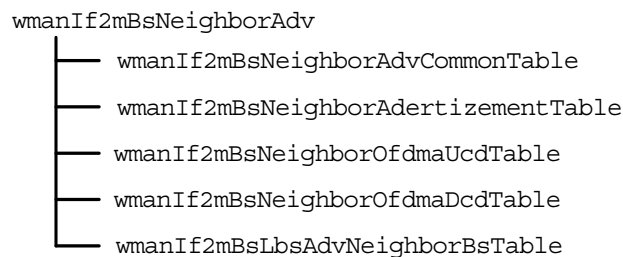 wmanIf2mBsNeighborAdv
wmanIf2mBsNeighborAdvCommonTable
wmanIf2mBsNeighborAdertizementTable
wmanIf2mBsNeighborOfdmaUcdTable
wmanIf2mBsNeighborOfdmaDcdTable
wmanIf2mBsLbsAdvNeighborBsTable